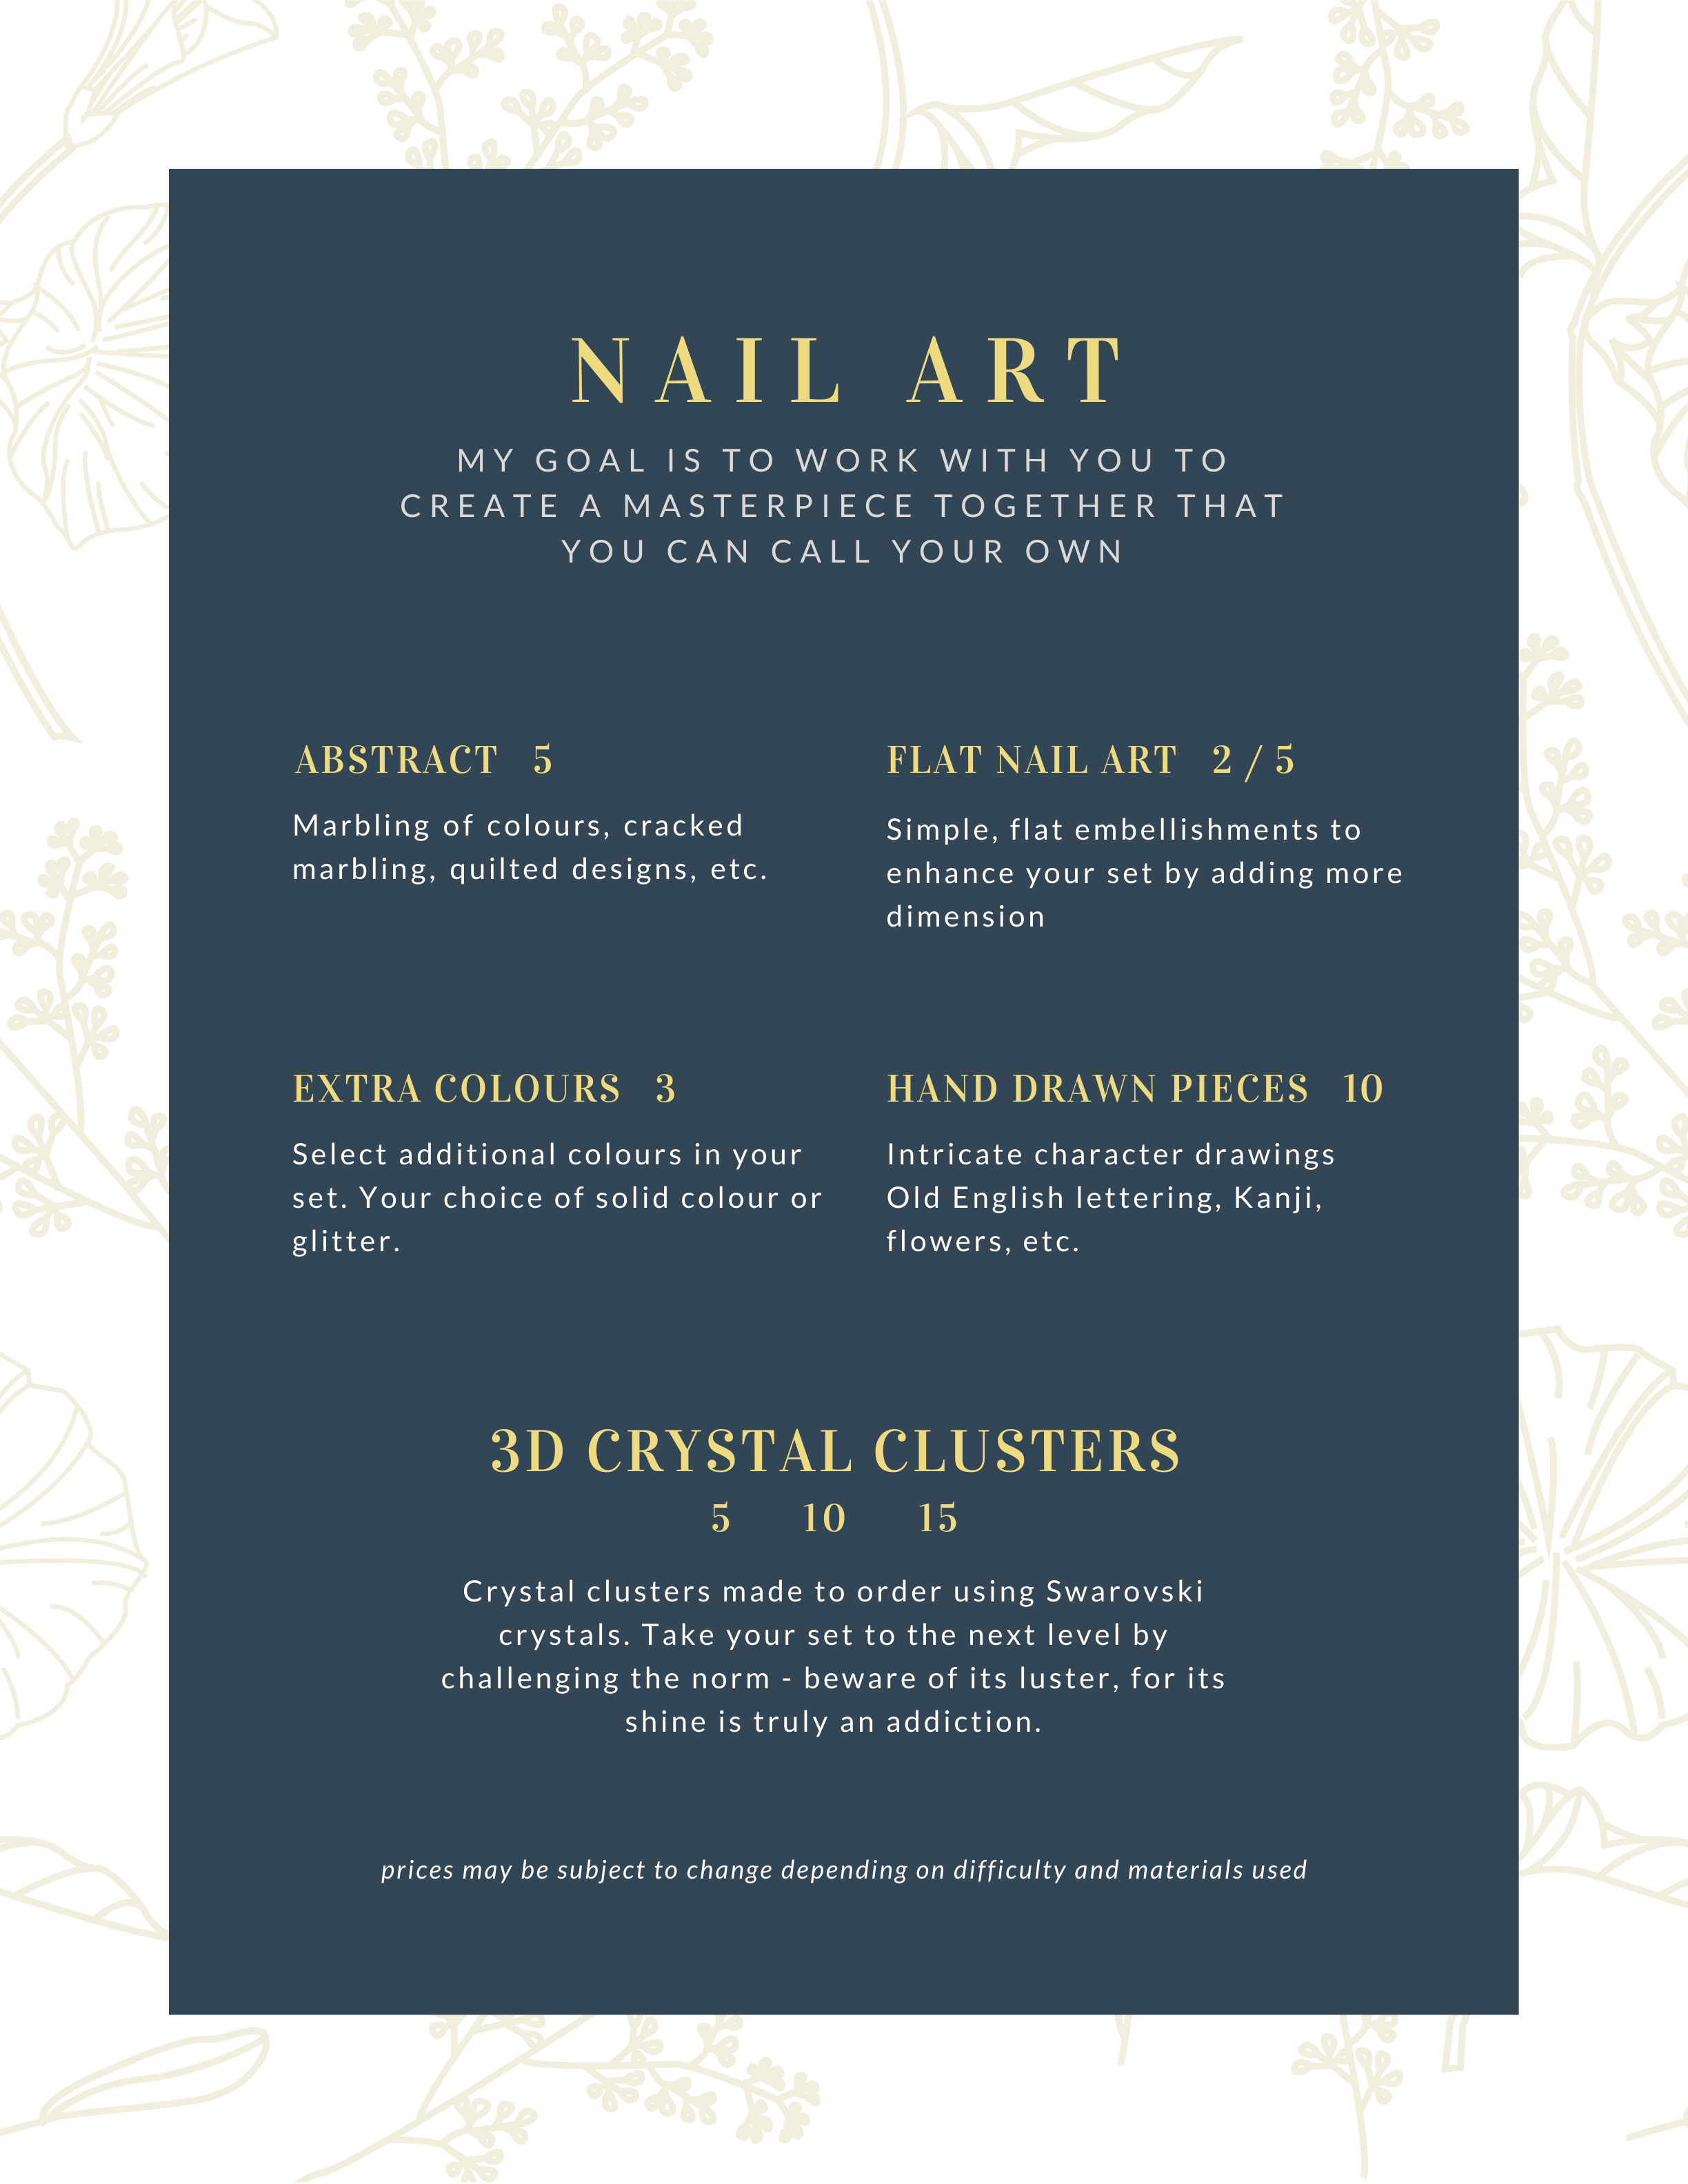 NAIL ART
MY GOAL IS TO WORK WITH YOU TO
CREATE A MASTERPIECE TOGETHER THAT
YOU CAN CALL YOUR OWN
ABSTRACT 5
Marbling of colours, cracked
marbling, quilted designs, etc.
FLAT NAIL ART 2 / 5
Simple, flat embellishments to
enhance your set by adding more
dimension
EXTRA COLOURS 3
Select additional colours in your
set. Your choice of solid colour or
glitter.
HAND DRAWN PIECES 10
Intricate character drawings
Old English lettering, Kanji,
flowers, etc.
3D CRYSTAL CLUSTERS
5 10 15
Crystal clusters made to order using Swarovski
crystals. Take your set to the next level by
challenging the norm - beware of its luster, for its
shine is truly an addiction.
prices may be subject to change depending on difficulty and materials used